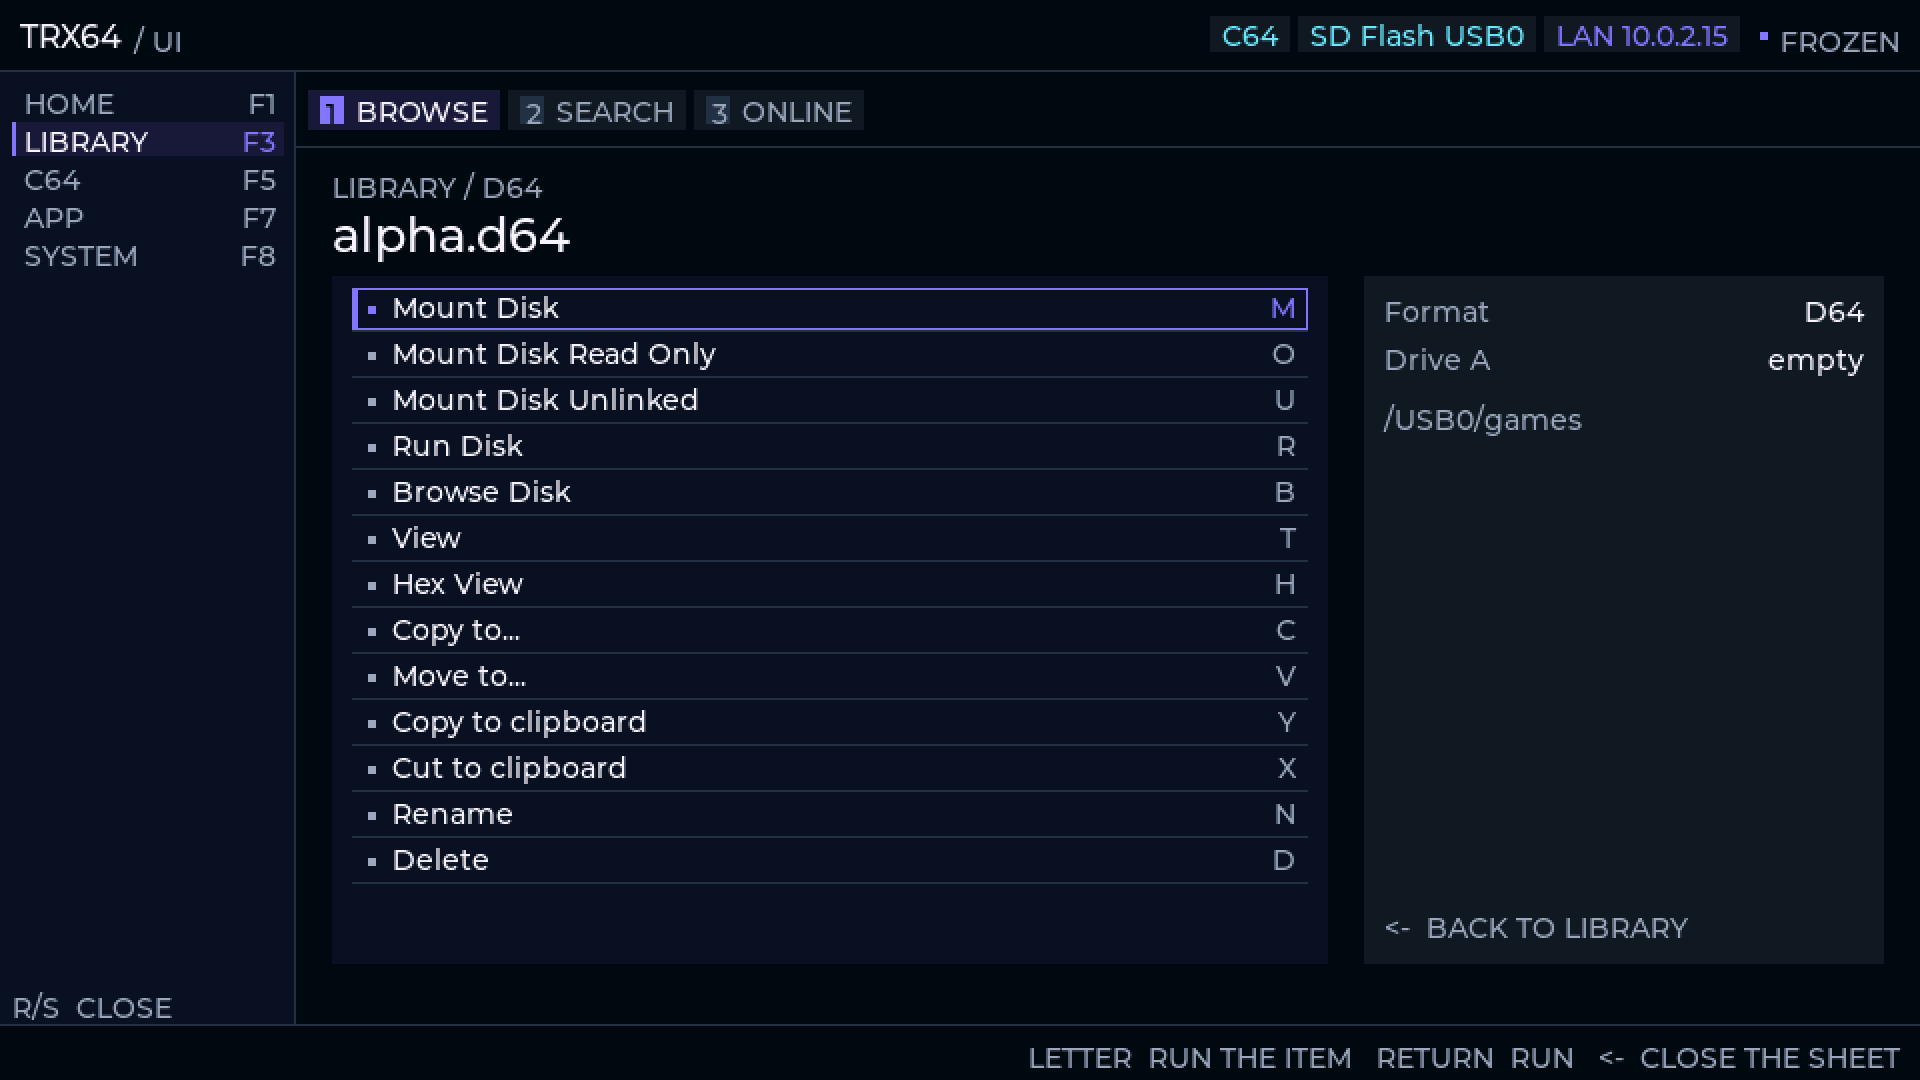 TRX64 / UI
C64 SD Flash USB0 LAN 10.0.2.15 FROZEN
HOME F1
LIBRARY F3
C64 F5
APP F7
SYSTEM F8
1 BROWSE 2 SEARCH 3 ONLINE
LIBRARY / D64
alpha.d64
Mount Disk M
Mount Disk Read Only O
Mount Disk Unlinked U
Run Disk R
Browse Disk B
View T
Hex View H
Copy to... C
Move to... V
Copy to clipboard Y
Cut to clipboard X
Rename N
Delete D
Format D64
Drive A empty
/USB0/games
<- BACK TO LIBRARY
R/S CLOSE
LETTER RUN THE ITEM RETURN RUN <- CLOSE THE SHEET